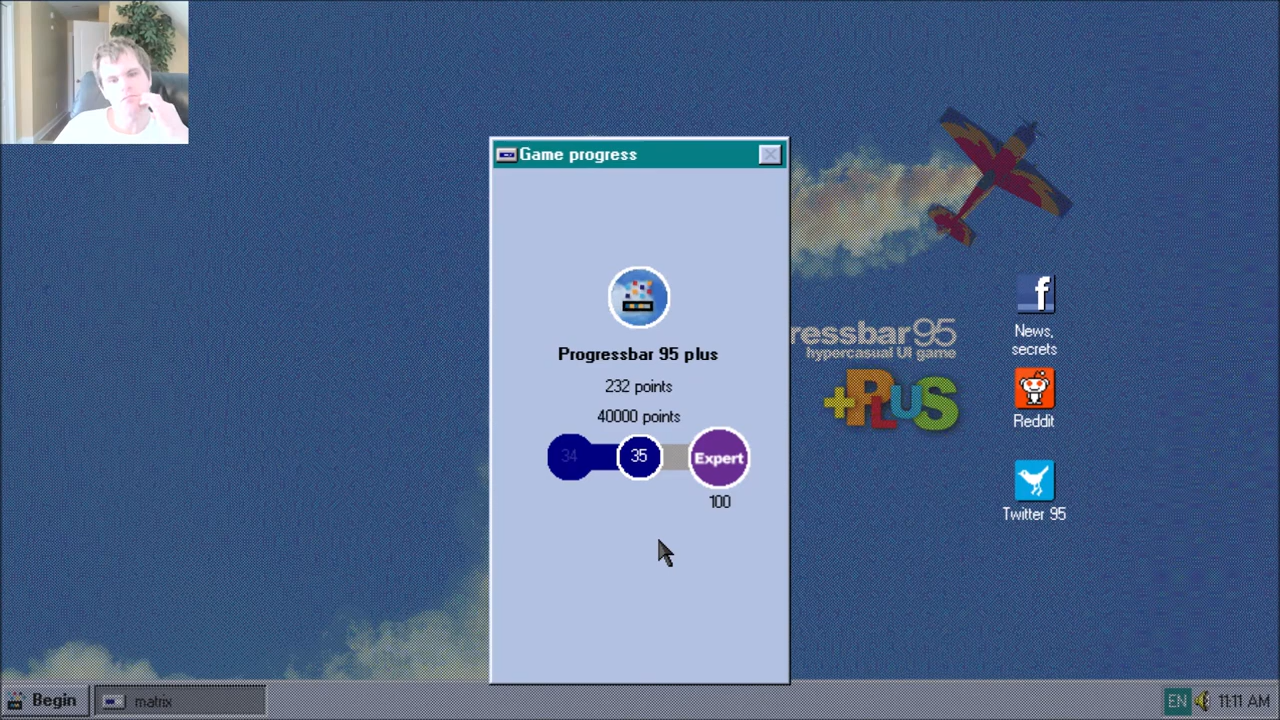 Game progress
Progressbar 95 plus
232 points
40000 points
34
35
Expert
100
ressbar95
hypercasual UI game
+PLUS
f
News,
secrets
Reddit
Twitter 95
Begin
matrix
EN
11:11 AM